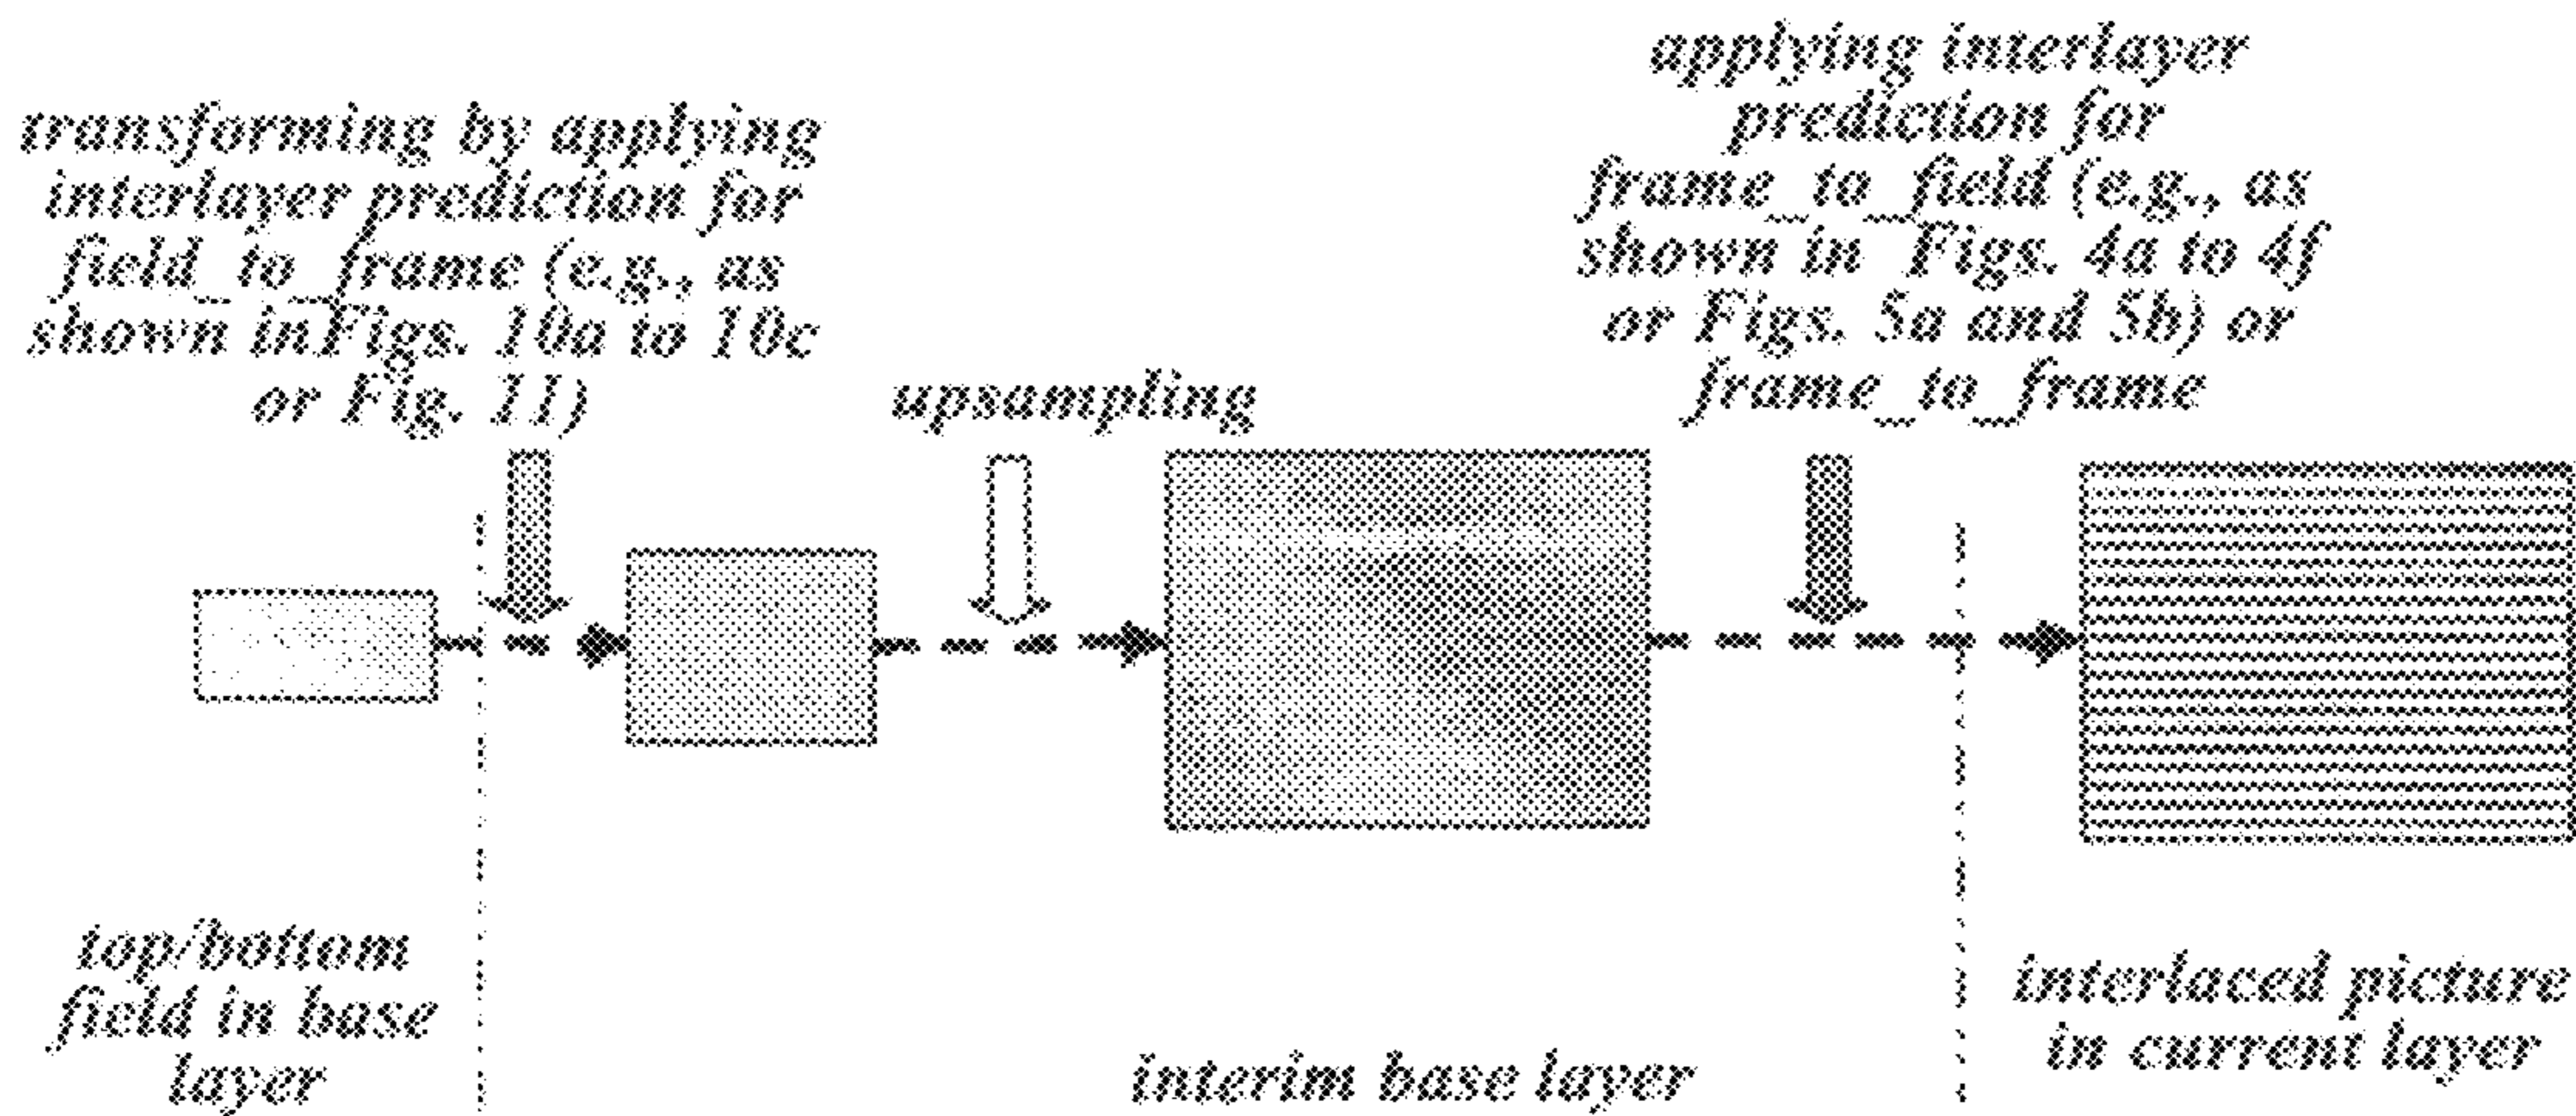 transforming by applying
interlayer prediction for
field_to_frame (e.g., as
shown inFigs. 10a to 10c
or Fig. 11)
upsampling
applying interlayer
prediction for
frame_to_field (e.g., as
shown in Figs. 4a to 4f
or Figs. 5a and 5b) or
frame_to_frame
top/bottom
field in base
layer
interim base layer
interlaced picture
in current layer